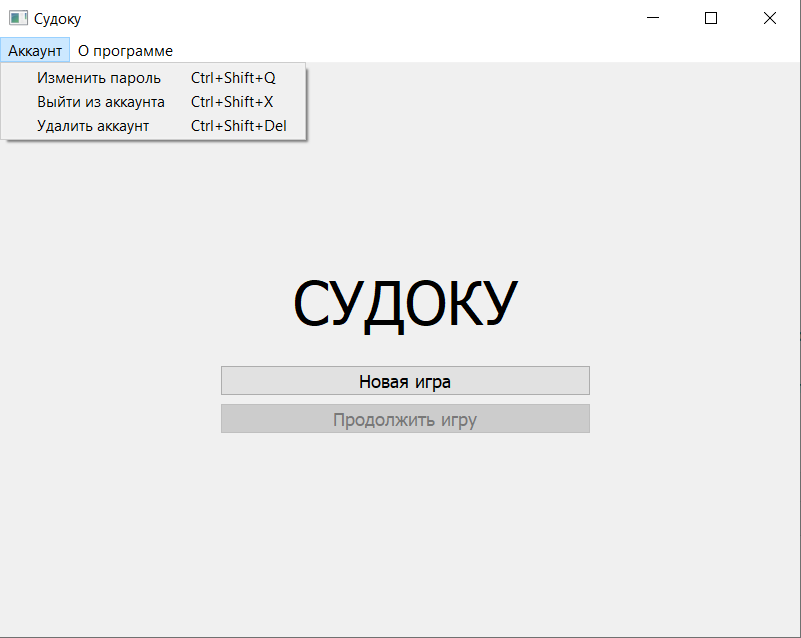 Судоку
Аккаунт О программе
Изменить пароль Ctrl+Shift+Q
Выйти из аккаунта Ctrl+Shift+X
Удалить аккаунт Ctrl+Shift+Del
СУДОКУ
Новая игра
Продолжить игру